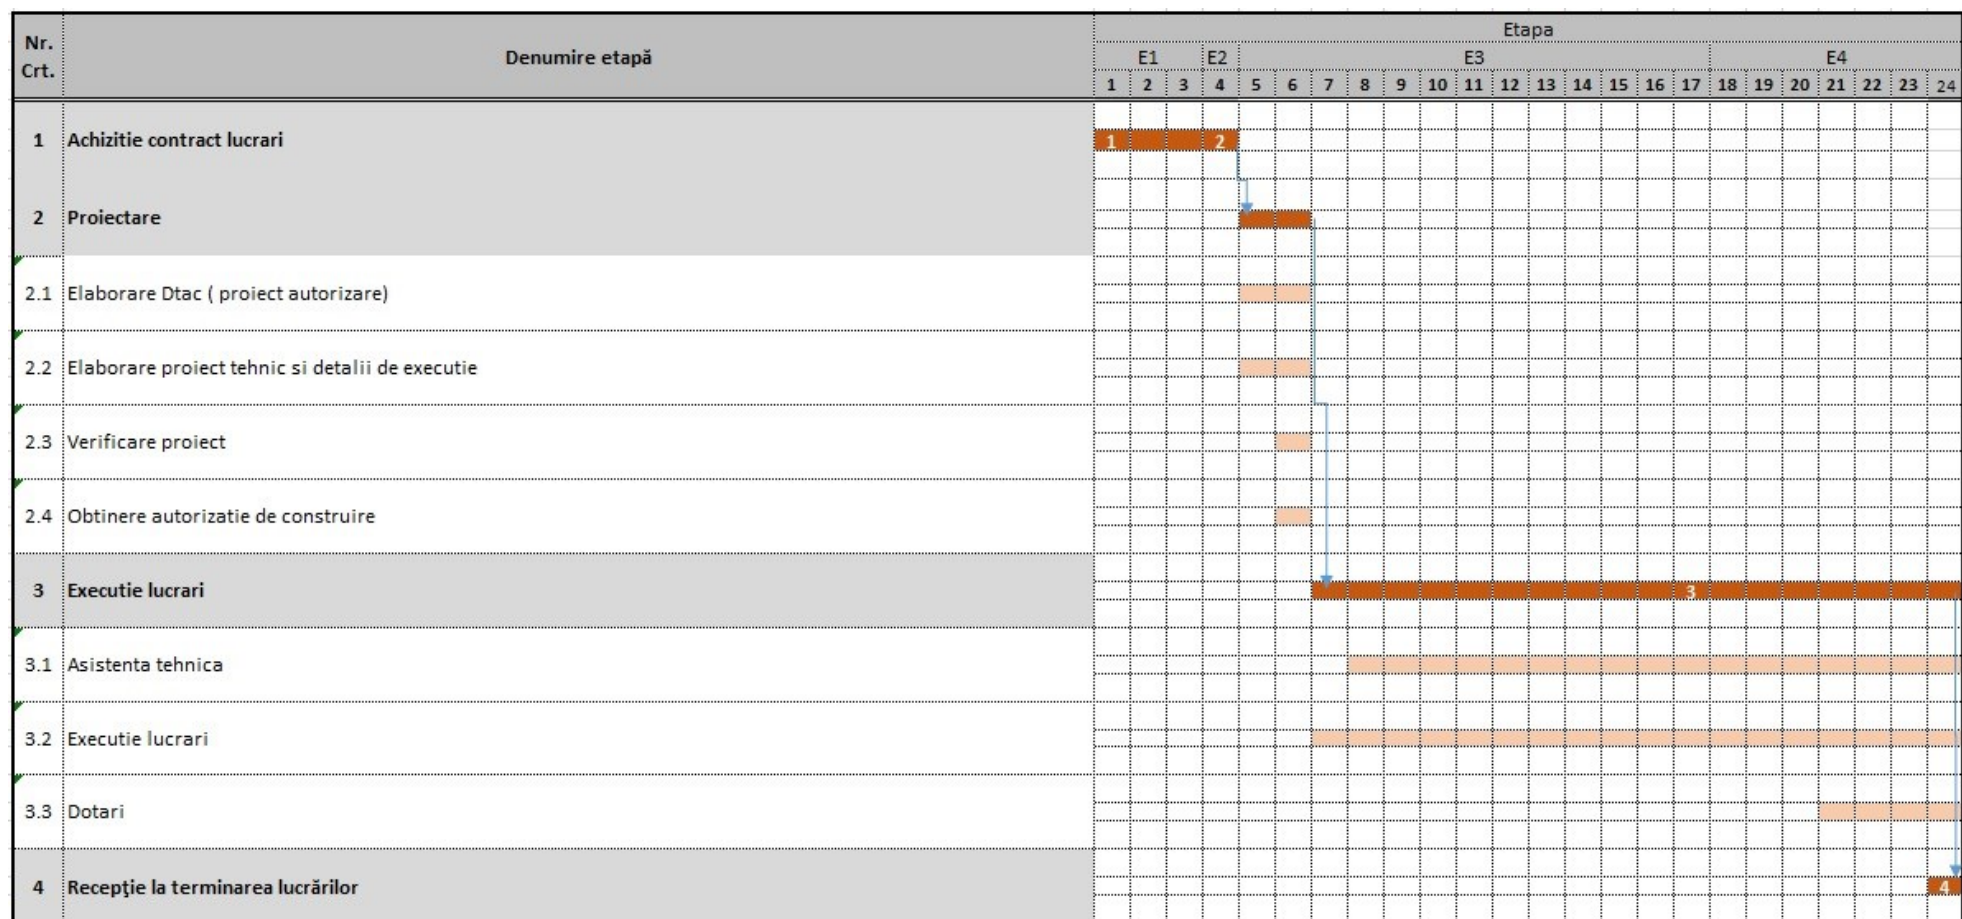 Nr. Crt.
Denumire etapă
Etapa
E1 E2 E3 E4
1 2 3 4 5 6 7 8 9 10 11 12 13 14 15 16 17 18 19 20 21 22 23 24
1 Achizitie contract lucrari 1 2
2 Proiectare
2.1 Elaborare Dtac ( proiect autorizare)
2.2 Elaborare proiect tehnic si detalii de executie
2.3 Verificare proiect
2.4 Obtinere autorizatie de construire
3 Executie lucrari 3
3.1 Asistenta tehnica
3.2 Executie lucrari
3.3 Dotari
4 Recepţie la terminarea lucrărilor 4